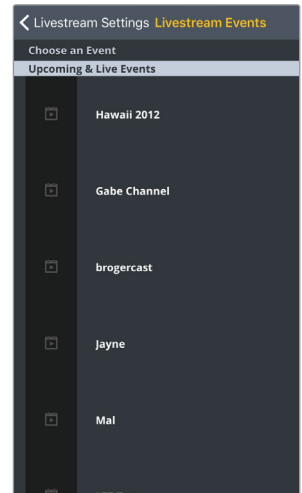 Livestream Settings Livestream Events
Choose an Event
Upcoming & Live Events
Hawaii 2012
Gabe Channel
brogercast
Jayne
Mal